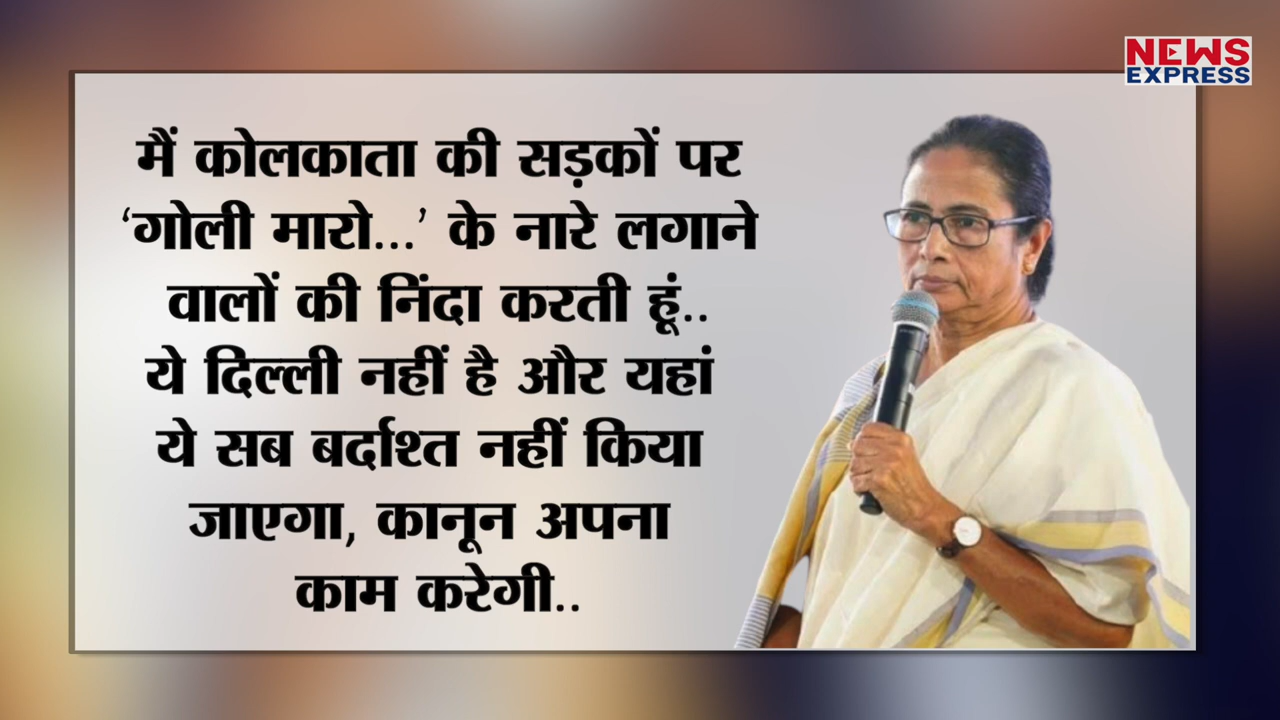 NEWS
EXPRESS
मैं कोलकाता की सड़कों पर
‘गोली मारो...’ के नारे लगाने
वालों की निंदा करती हूं..
ये दिल्ली नहीं है और यहां
ये सब बर्दाश्त नहीं किया
जाएगा, कानून अपना
काम करेगी..